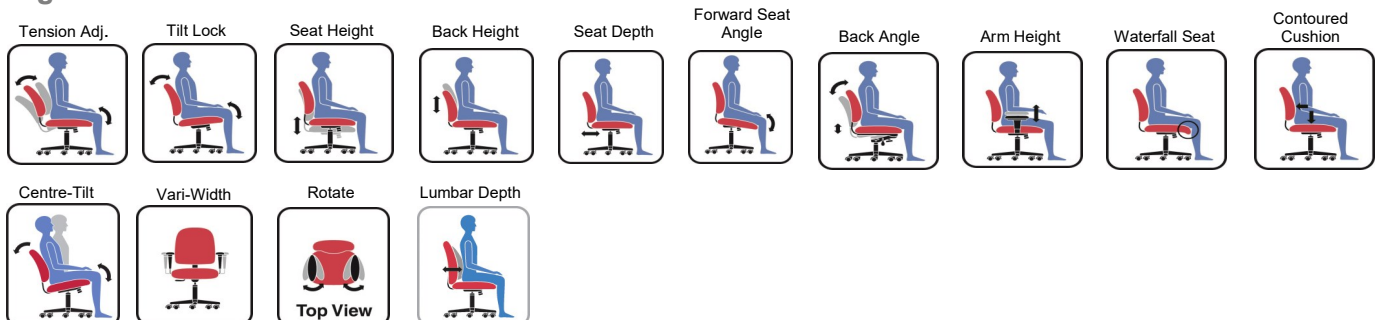 Tension Adj.
Tilt Lock
Seat Height
Back Height
Seat Depth
Forward Seat
Angle
Back Angle
Arm Height
Waterfall Seat
Contoured
Cushion
Centre-Tilt
Vari-Width
Rotate
Lumbar Depth
Top View